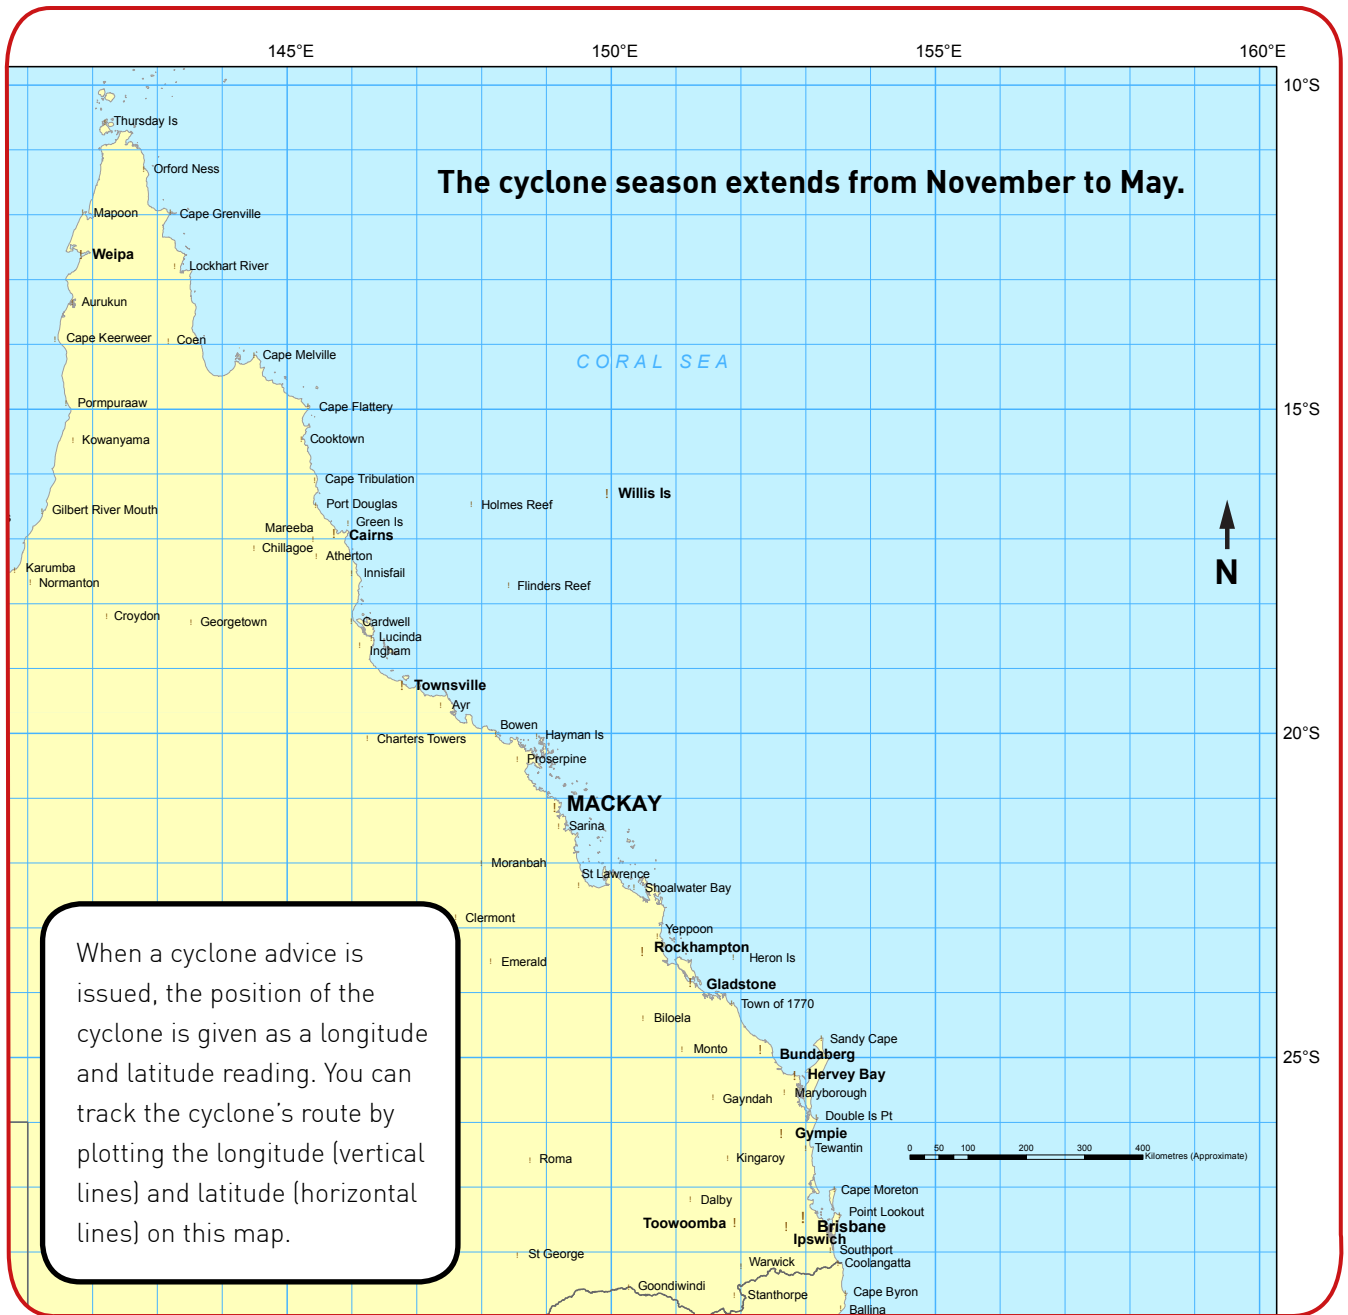 145°E 150°E 155°E 160°E
10°S
Thursday Is
Orford Ness
The cyclone season extends from November to May.
Mapoon
Cape Grenville
Weipa
Lockhart River
Aurukun
Cape Keerweer
Coen
Cape Melville
CORAL SEA
Pormpuraaw
Cape Flattery
15°S
Kowanyama
Cooktown
Cape Tribulation
Willis Is
Port Douglas
Holmes Reef
Gilbert River Mouth
Green Is
Mareeba
Cairns
Chillagoe
Atherton
N
Karumba
Innisfail
Normanton
Flinders Reef
Croydon
Georgetown
Cardwell
Lucinda
Ingham
Townsville
Ayr
Bowen
Hayman Is
20°S
Charters Towers
Proserpine
MACKAY
Sarina
Moranbah
St Lawrence
Shoalwater Bay
Clermont
Yeppoon
Rockhampton
Heron Is
Emerald
Gladstone
Town of 1770
Biloela
Sandy Cape
Monto
Bundaberg
25°S
Hervey Bay
Maryborough
Gayndah
Double Is Pt
Gympie
Tewantin
Roma
Kingaroy
0 50 100 200 300 400
Kilometres (Approximate)
Cape Moreton
Dalby
Point Lookout
Toowoomba
Brisbane
Ipswich
Southport
St George
Warwick
Coolangatta
Goondiwindi
Stanthorpe
Cape Byron
Ballina
When a cyclone advice is
issued, the position of the
cyclone is given as a longitude
and latitude reading. You can
track the cyclone's route by
plotting the longitude (vertical
lines) and latitude (horizontal
lines) on this map.